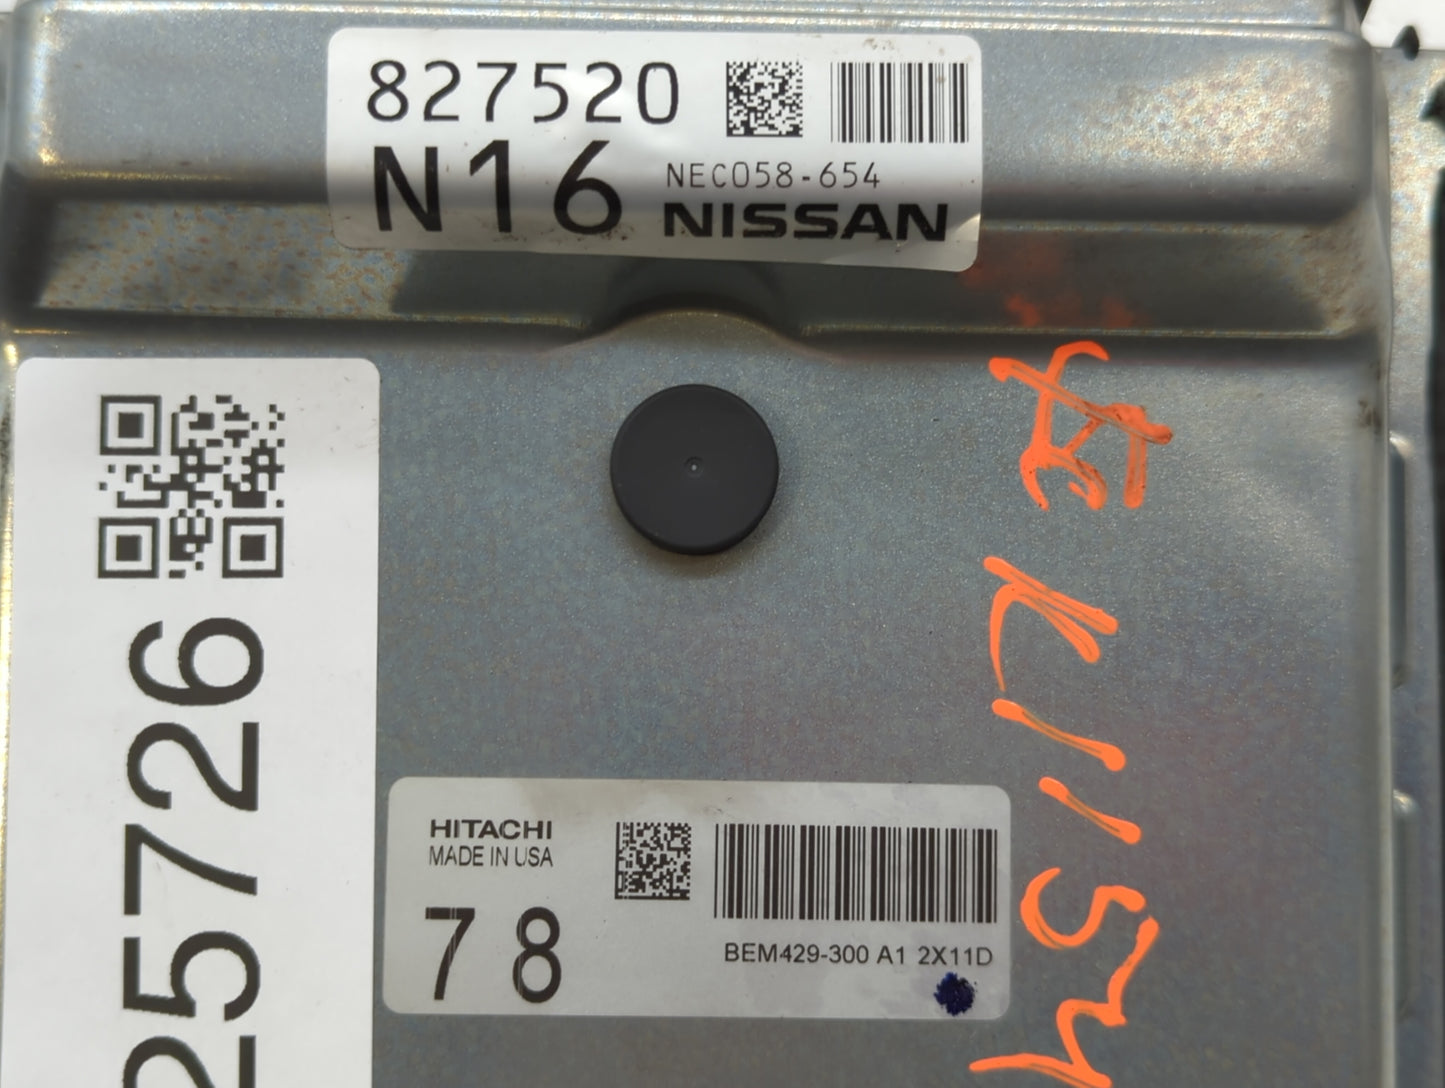 827520
N16
NEC058-654
NISSAN
25726
HITACHI
MADE IN USA
78
BEM429-300 A1 2X11D